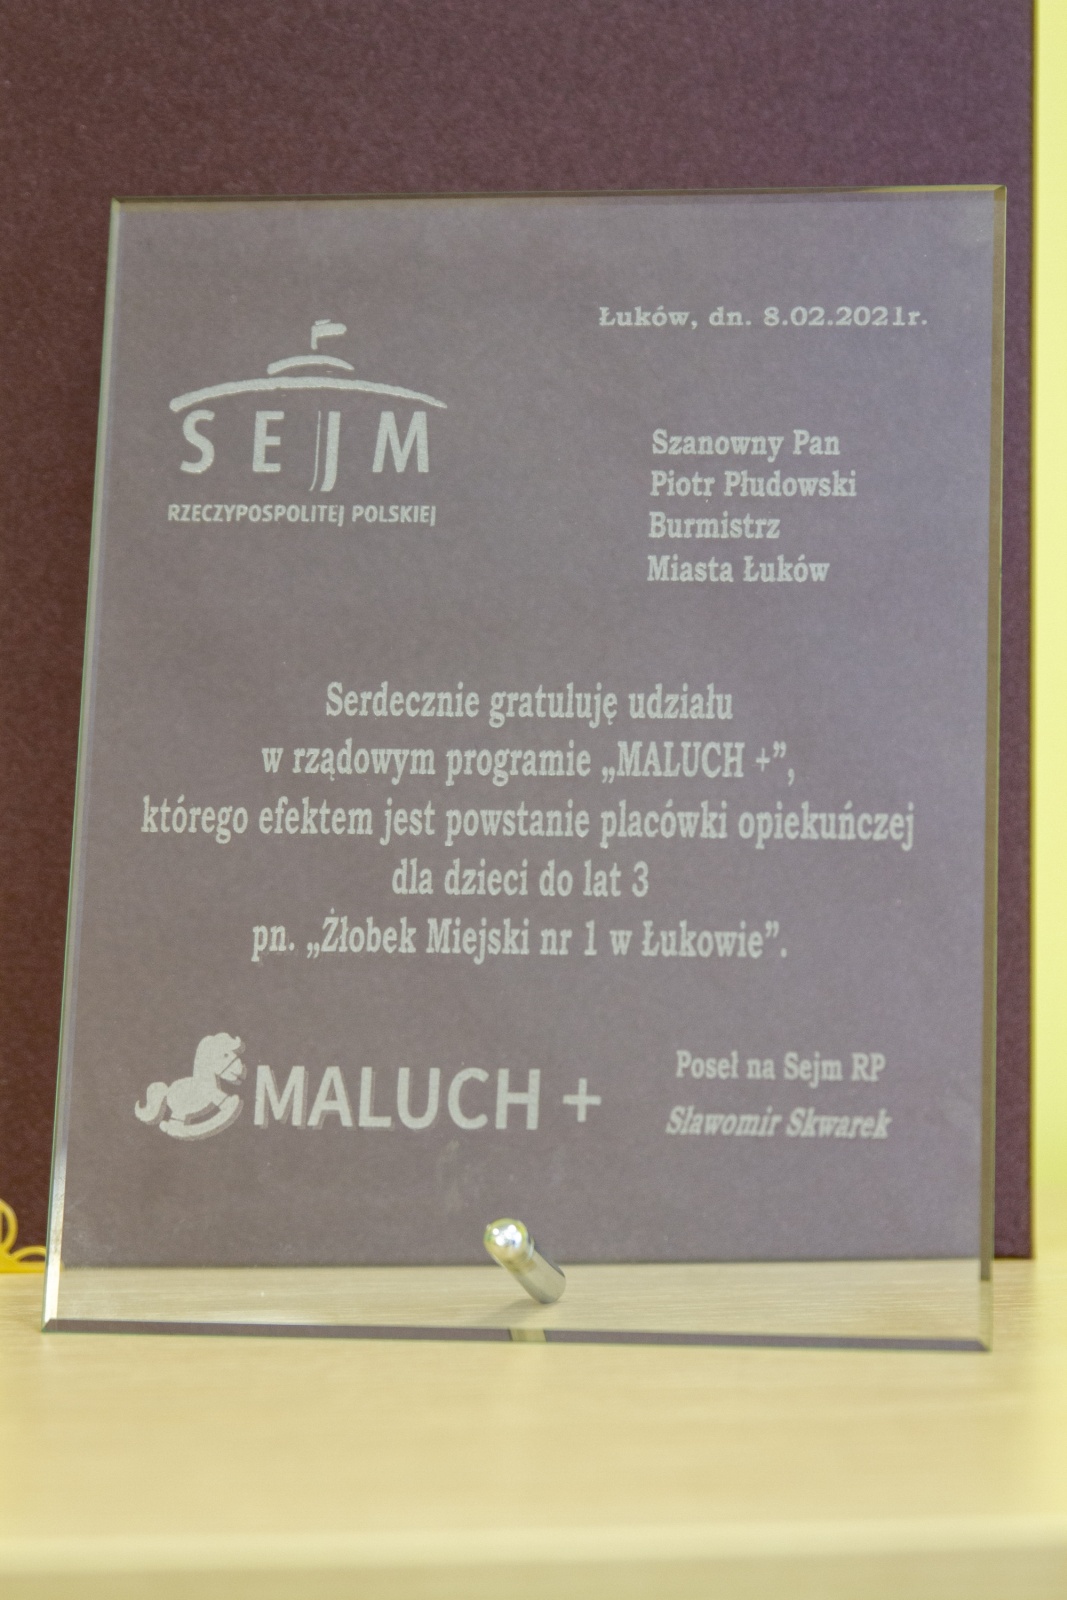 Łuków, dn. 8.02.2021r.
SEJM
RZECZYPOSPOLITEJ POLSKIEJ
Szanowny Pan
Piotr Płudowski
Burmistrz
Miasta Łuków
Serdecznie gratuluję udziału
w rządowym programie „MALUCH +”,
którego efektem jest powstanie placówki opiekuńczej
dla dzieci do lat 3
pn. „Żłobek Miejski nr 1 w Łukowie”.
MALUCH +
Poseł na Sejm RP
Sławomir Skwarek